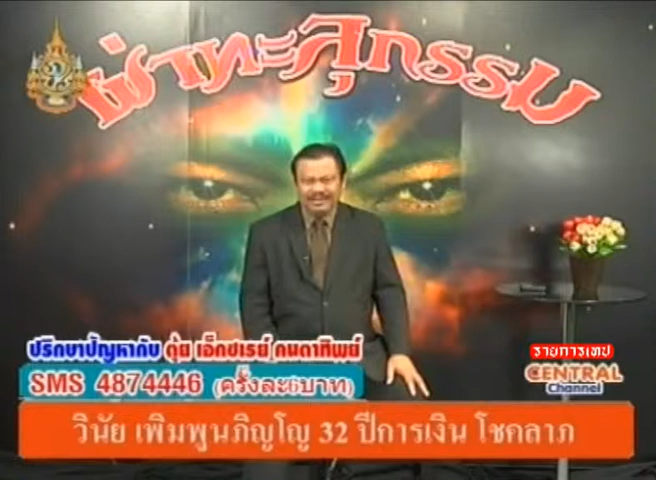 ผ่าทะลุกรรม
ปรึกษาปัญหากับ ตุ๋ม เอ็กซเรย์ คนตาทิพย์
SMS 4874446 (ครั้งละ6บาท)
รายการเทป
CENTRAL
Channel
วินัย เพิมพูนภิญโญ 32 ปีการเงิน โชคลาภ